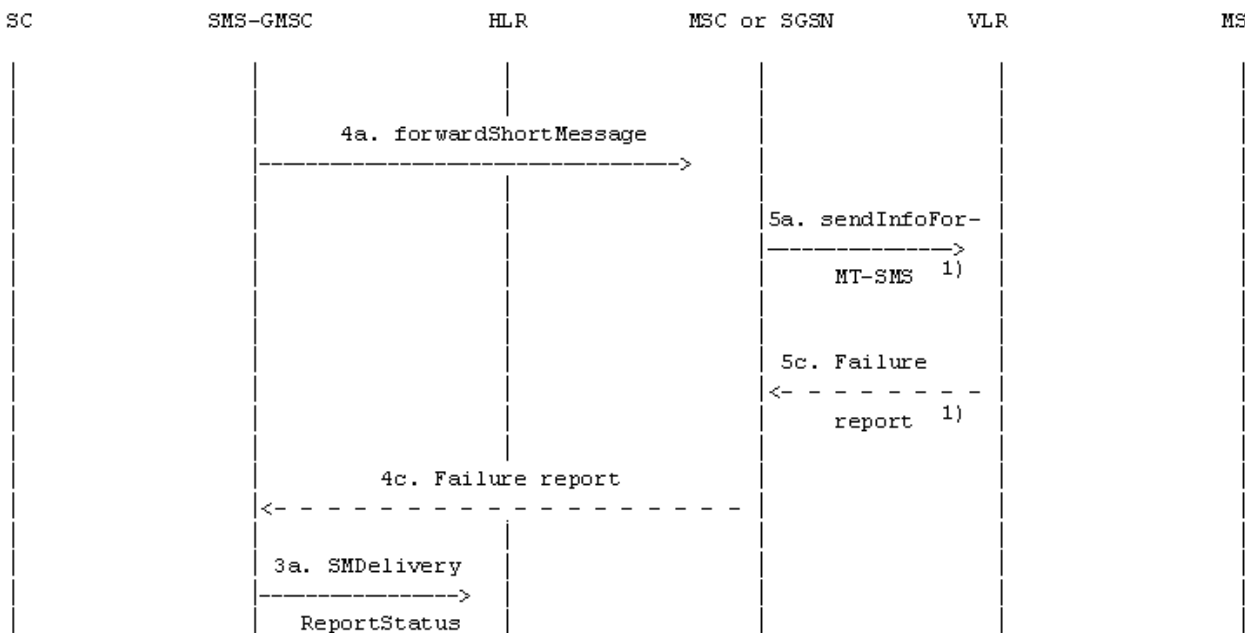 SC SMS-GMSC HLR MSC or SGSN VLR MS
4a. forwardShortMessage
5a. sendInfoFor-
MT-SMS 1)
5c. Failure
report 1)
4c. Failure report
3a. SMDelivery
ReportStatus